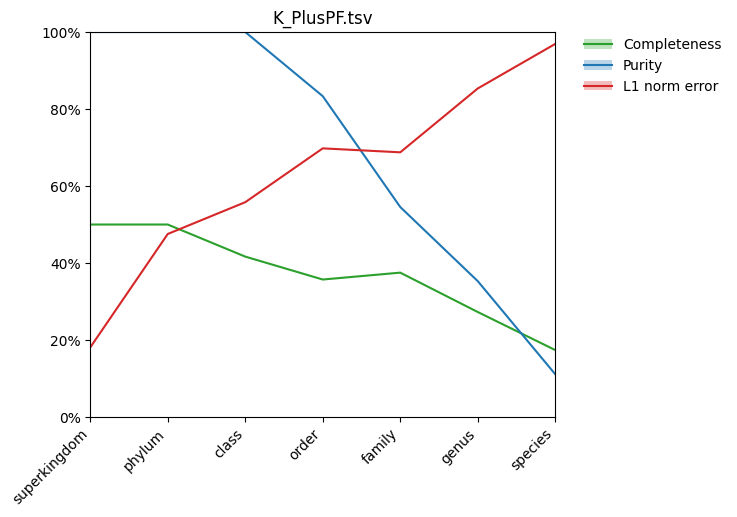 K_PlusPF.tsv
100%
80%
60%
40%
20%
0%
superkingdom
phylum
class
order
family
genus
species
Completeness
Purity
L1 norm error